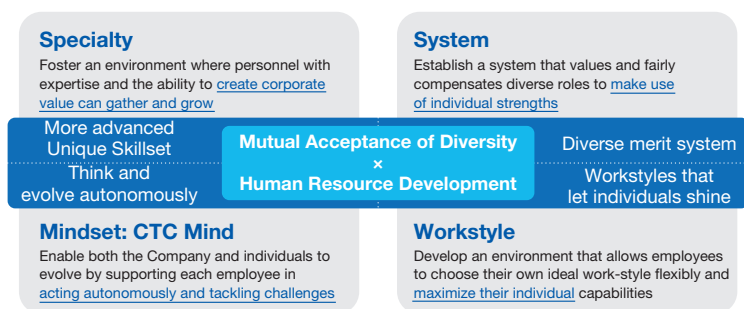 Specialty
Foster an environment where personnel with
expertise and the ability to create corporate
value can gather and grow
System
Establish a system that values and fairly
compensates diverse roles to make use
of individual strengths
More advanced
Unique Skillset
Think and
evolve autonomously
Mutual Acceptance of Diversity
×
Human Resource Development
Diverse merit system
Workstyles that
let individuals shine
Mindset: CTC Mind
Enable both the Company and individuals to
evolve by supporting each employee in
acting autonomously and tackling challenges
Workstyle
Develop an environment that allows employees
to choose their own ideal work-style flexibly and
maximize their individual capabilities